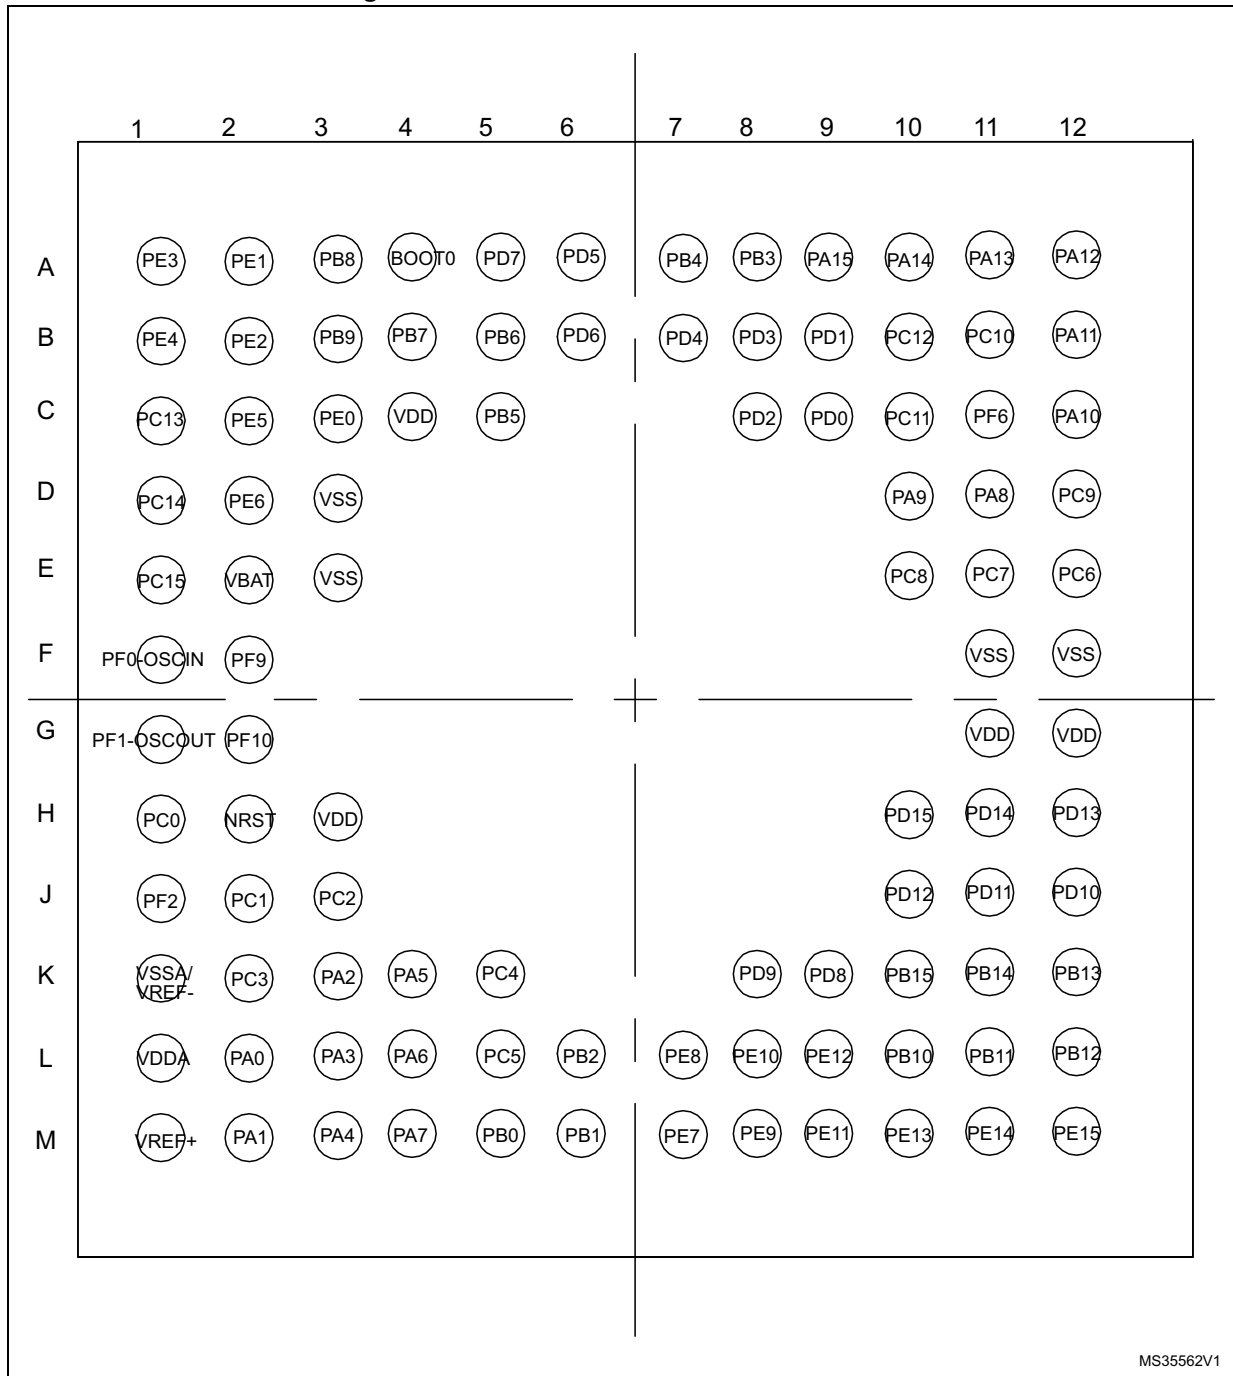 1 2 3 4 5 6 7 8 9 10 11 12
A PE3 PE1 PB8 BOOT0 PD7 PD5 PB4 PB3 PA15 PA14 PA13 PA12
B PE4 PE2 PB9 PB7 PB6 PD6 PD4 PD3 PD1 PC12 PC10 PA11
C PC13 PE5 PE0 VDD PB5 PD2 PD0 PC11 PF6 PA10
D PC14 PE6 VSS PA9 PA8 PC9
E PC15 VBAT VSS PC8 PC7 PC6
F PF0-OSCIN PF9 VSS VSS
G PF1-OSCOUT PF10 VDD VDD
H PC0 NRST VDD PD15 PD14 PD13
J PF2 PC1 PC2 PD12 PD11 PD10
K VSSA/ PC3 PA2 PA5 PC4 PD9 PD8 PB15 PB14 PB13
VREF-
L VDDA PA0 PA3 PA6 PC5 PB2 PE8 PE10 PE12 PB10 PB11 PB12
M VREF+ PA1 PA4 PA7 PB0 PB1 PE7 PE9 PE11 PE13 PE14 PE15
MS35562V1